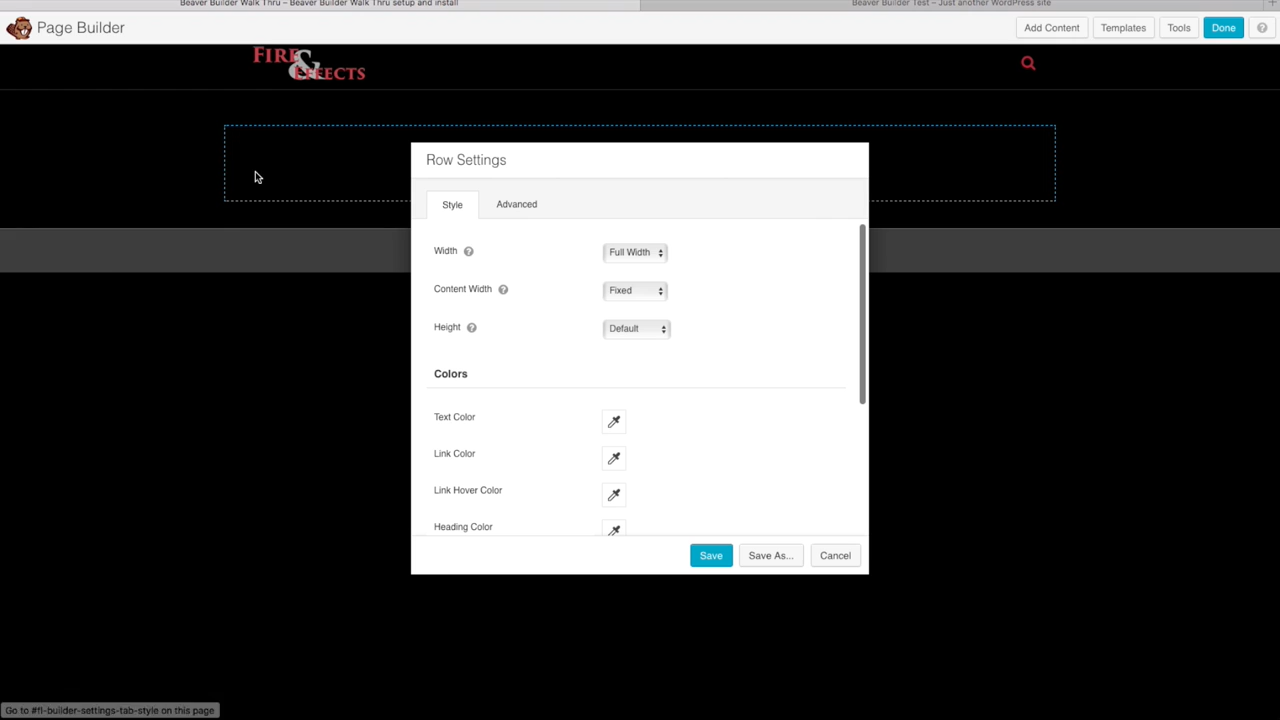 Beaver Builder Walk Thru – Beaver Builder Walk Thru setup and install
Beaver Builder Test – Just another WordPress site
Page Builder
Add Content
Templates
Tools
Done
?
FIRE
&
EFFECTS
Row Settings
Style
Advanced
Width ?
Full Width
Content Width ?
Fixed
Height ?
Default
Colors
Text Color
Link Color
Link Hover Color
Heading Color
Save
Save As...
Cancel
Go to #fl-builder-settings-tab-style on this page